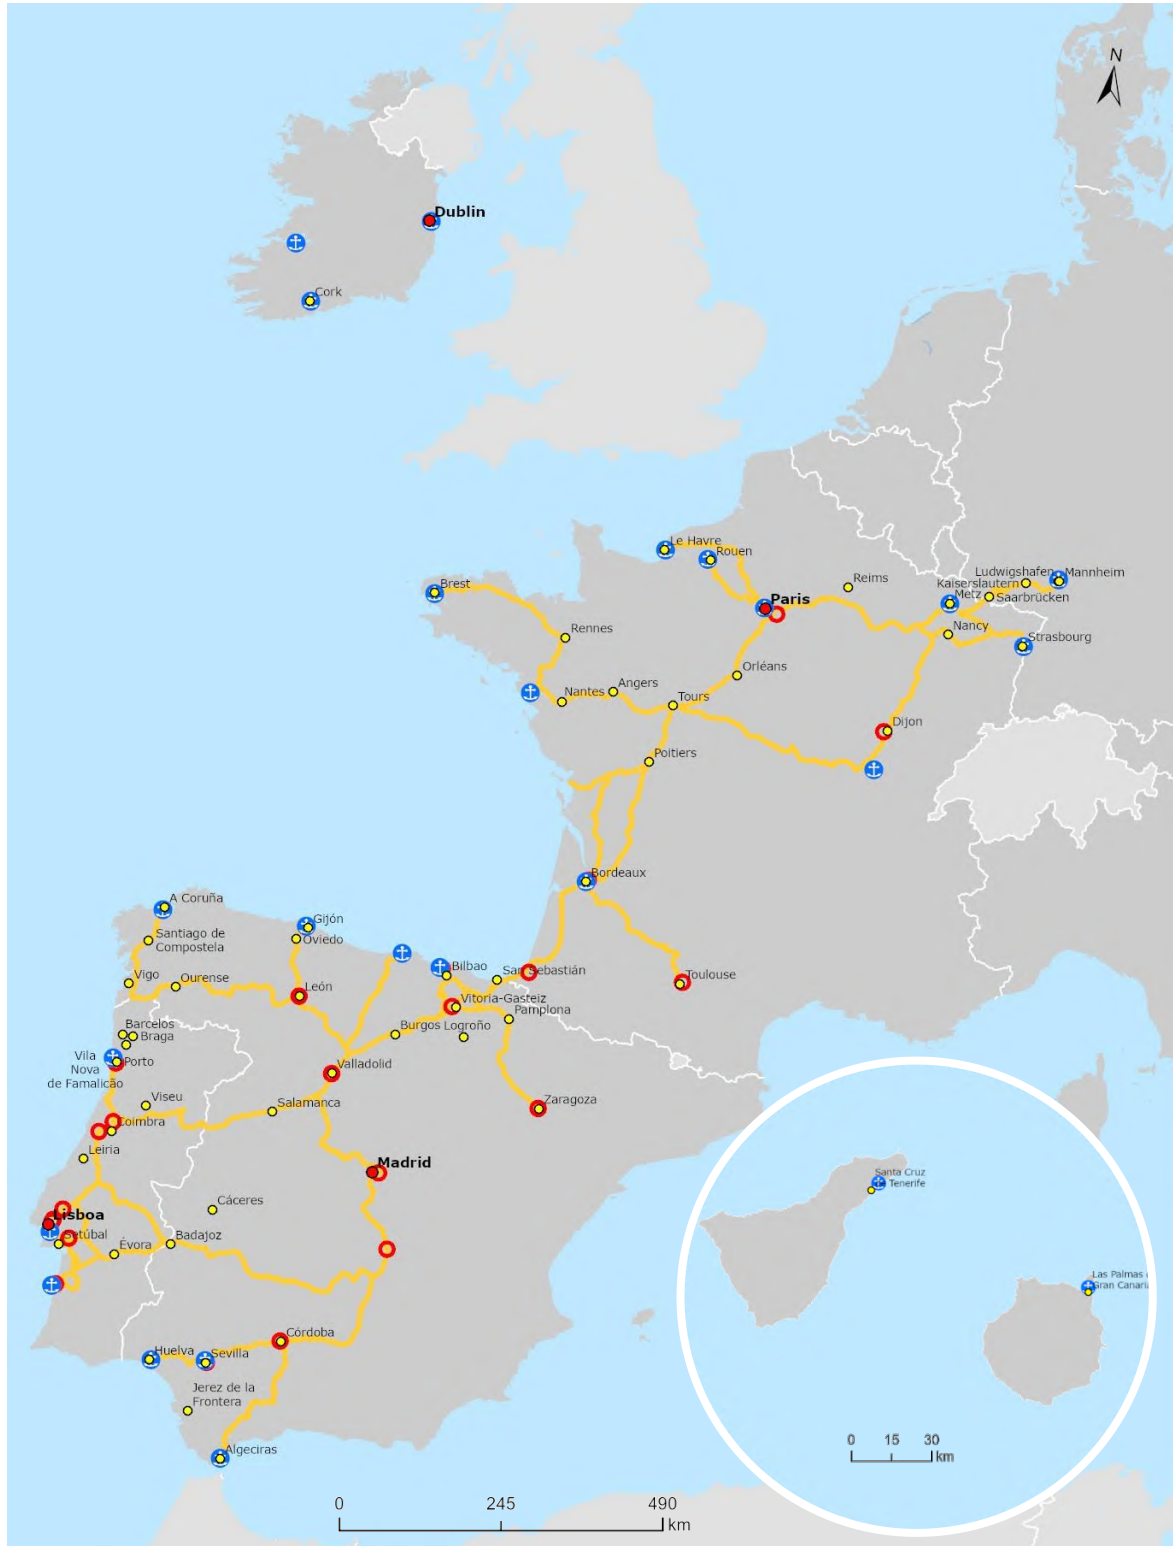 N
Dublin
Cork
Le Havre
Rouen
Brest
Paris
Reims
Ludwigshafen
Mannheim
Kaiserslautern
Metz
Saarbrücken
Nancy
Strasbourg
Rennes
Orléans
Nantes
Angers
Tours
Dijon
Poitiers
Bordeaux
Toulouse
A Coruña
Santiago de
Compostela
Gijón
Oviedo
Vigo
Ourense
León
Bilbao
San Sebastián
Vitoria-Gasteiz
Pamplona
Burgos
Logroño
Barcelos
Braga
Vila
Nova
de Famalicão
Porto
Valladolid
Zaragoza
Viseu
Salamanca
Coimbra
Leiria
Madrid
Cáceres
Lisboa
Setúbal
Évora
Badajoz
Córdoba
Huelva
Sevilla
Jerez de la
Frontera
Algeciras
Santa Cruz
Tenerife
Las Palmas
Gran Canaria
0 15 30
km
0 245 490
km